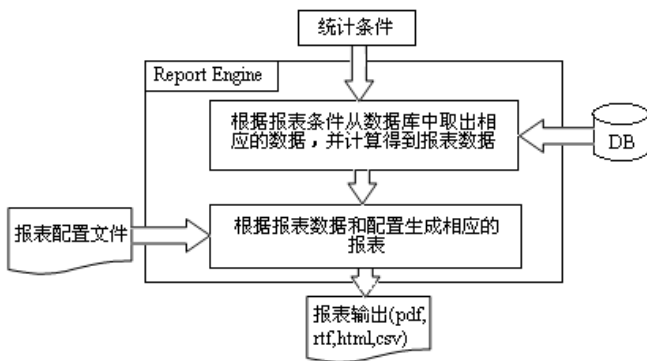 统计条件
Report Engine
根据报表条件从数据库中取出相
应的数据，并计算得到报表数据
DB
报表配置文件
根据报表数据和配置生成相应的
报表
报表输出(pdf,
rtf,html,csv)